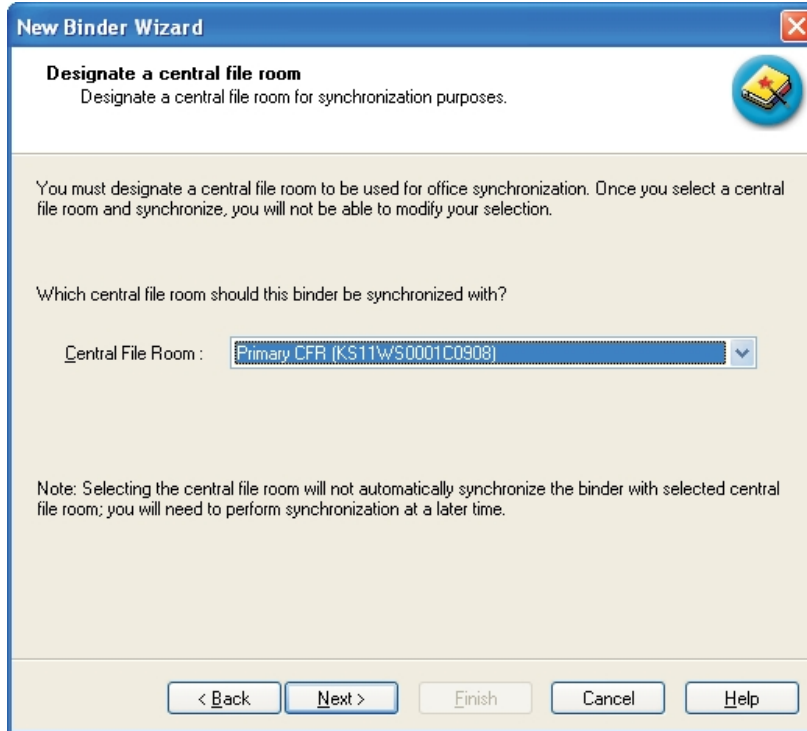 New Binder Wizard
Designate a central file room
Designate a central file room for synchronization purposes.
You must designate a central file room to be used for office synchronization. Once you select a central
file room and synchronize, you will not be able to modify your selection.
Which central file room should this binder be synchronized with?
Central File Room : Primary CFR (KS11WS0001C0908)
Note: Selecting the central file room will not automatically synchronize the binder with selected central
file room; you will need to perform synchronization at a later time.
< Back Next > Finish Cancel Help